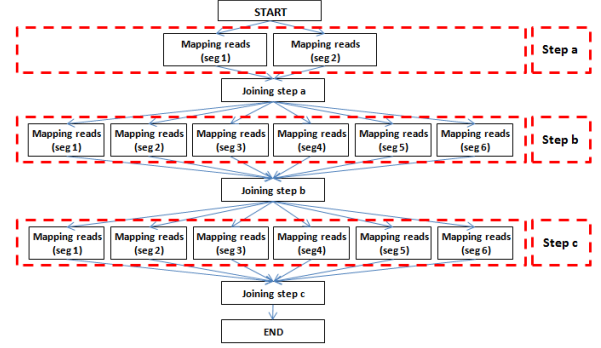 START
Mapping reads
(seg 1)
Mapping reads
(seg 2)
Step a
Joining step a
Mapping reads
(seg 1)
Mapping reads
(seg 2)
Mapping reads
(seg 3)
Mapping reads
(seg4)
Mapping reads
(seg 5)
Mapping reads
(seg 6)
Step b
Joining step b
Mapping reads
(seg 1)
Mapping reads
(seg 2)
Mapping reads
(seg 3)
Mapping reads
(seg4)
Mapping reads
(seg 5)
Mapping reads
(seg 6)
Step c
Joining step c
END